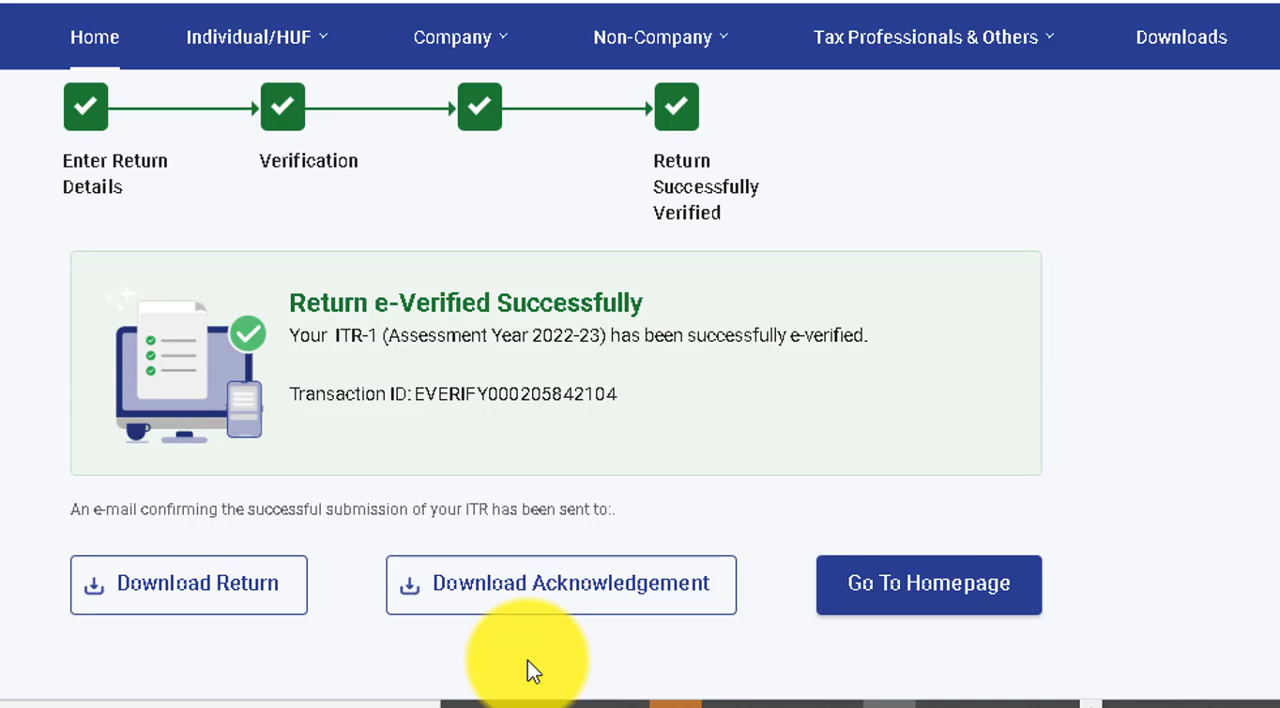 Home Individual/HUF Company Non-Company Tax Professionals & Others Downloads
Enter Return Details
Verification
Return Successfully Verified
Return e-Verified Successfully
Your ITR-1 (Assessment Year 2022-23) has been successfully e-verified.
Transaction ID: EVERIFY000205842104
An e-mail confirming the successful submission of your ITR has been sent to:.
Download Return Download Acknowledgement Go To Homepage